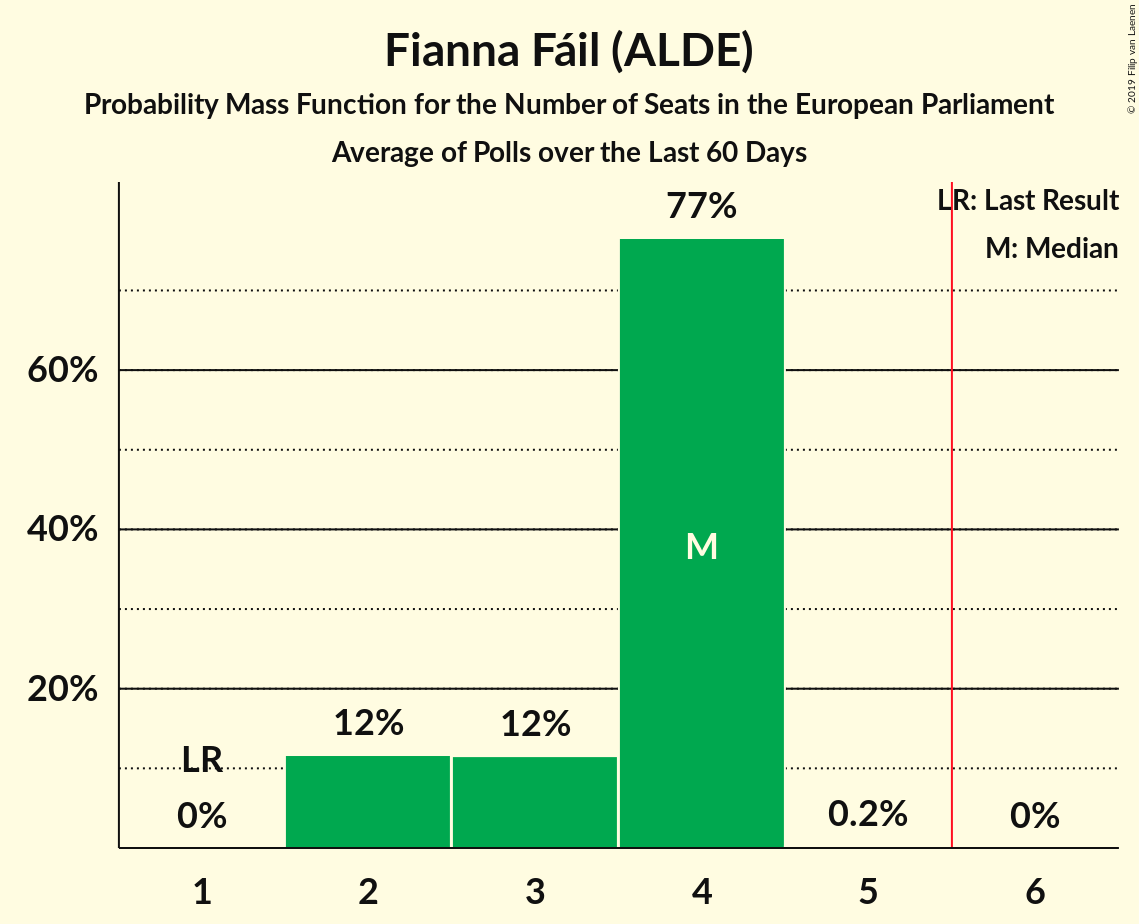 Fianna Fáil (ALDE)
Probability Mass Function for the Number of Seats in the European Parliament
Average of Polls over the Last 60 Days
© 2019 Filip van Laenen
LR: Last Result
M: Median
77%
60%
40%
20%
M
12%
12%
LR
0%
0.2%
0%
1 2 3 4 5 6